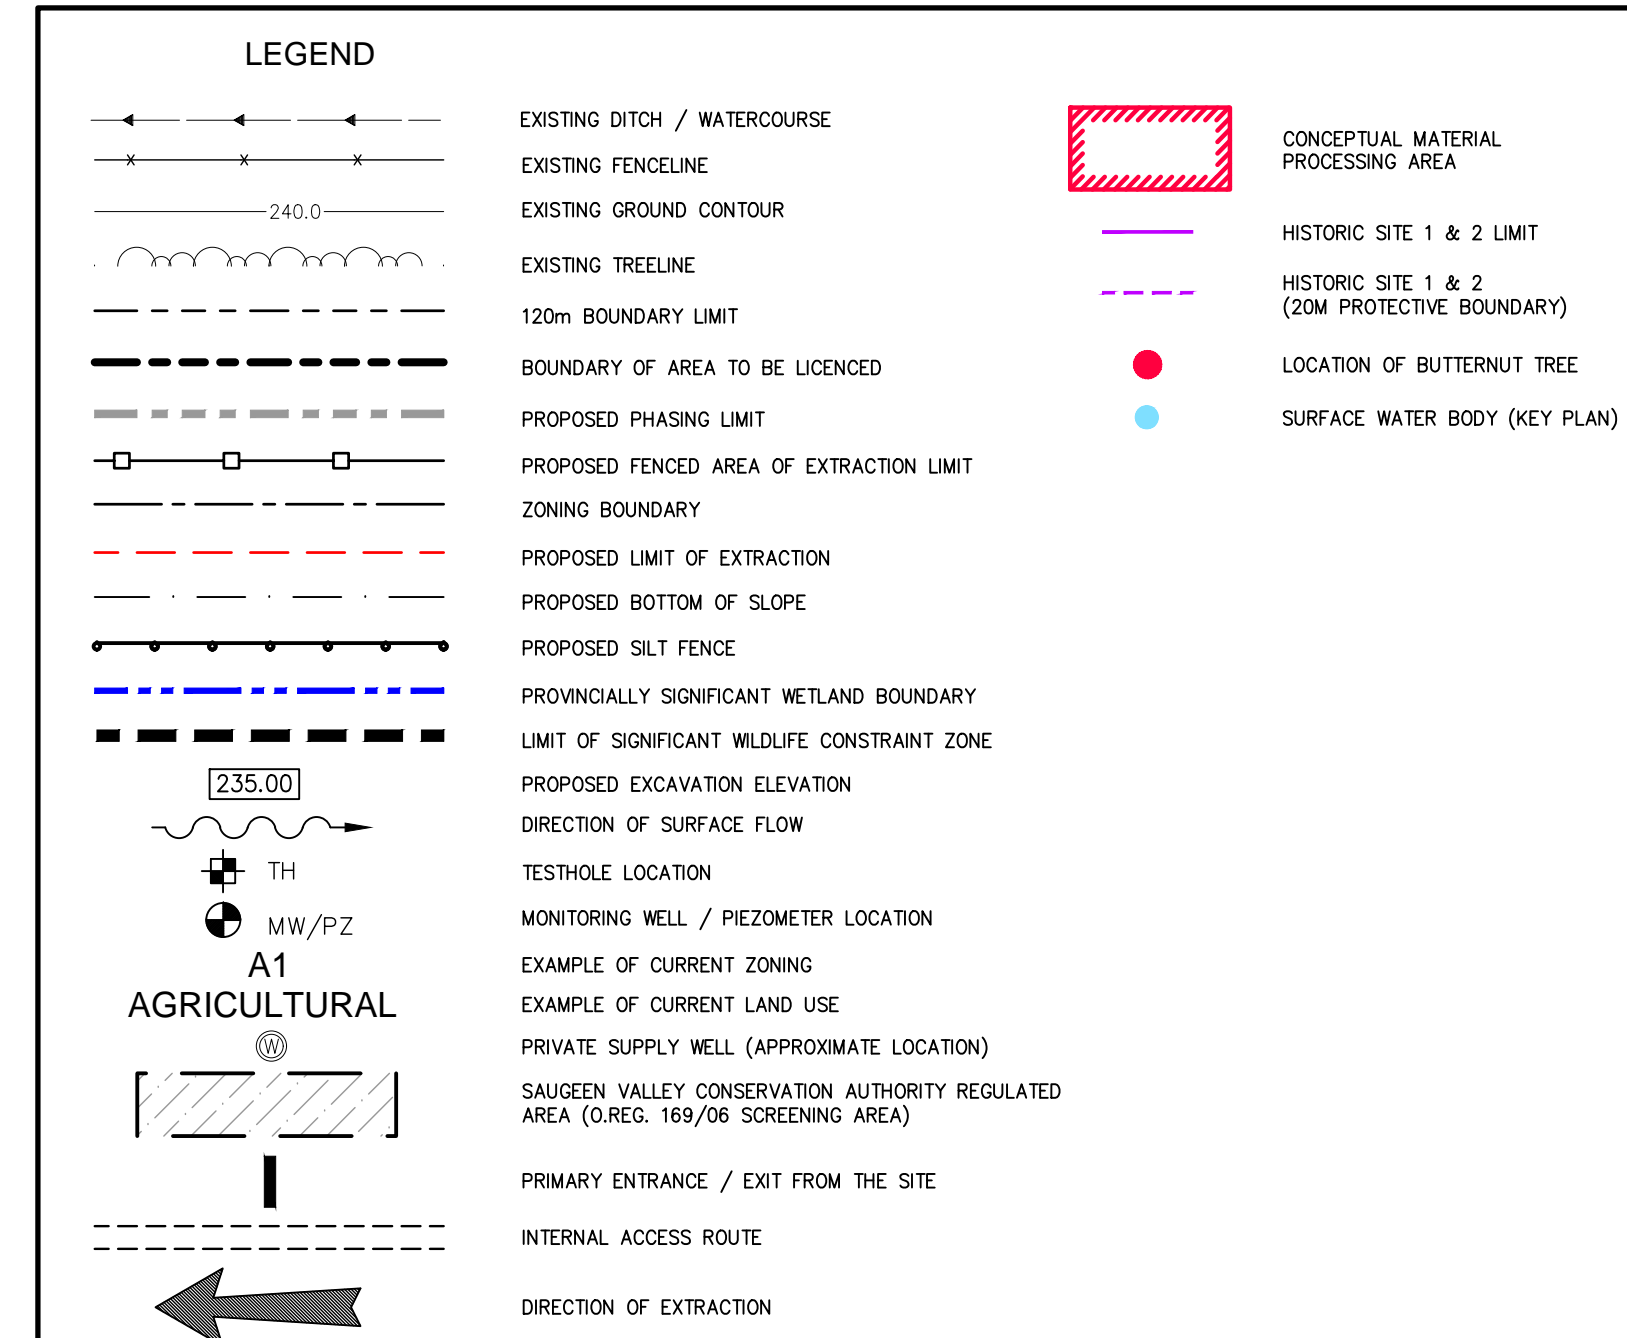 LEGEND
EXISTING DITCH / WATERCOURSE
EXISTING FENCELINE
240.0
EXISTING GROUND CONTOUR
EXISTING TREELINE
120m BOUNDARY LIMIT
BOUNDARY OF AREA TO BE LICENCED
PROPOSED PHASING LIMIT
PROPOSED FENCED AREA OF EXTRACTION LIMIT
ZONING BOUNDARY
PROPOSED LIMIT OF EXTRACTION
PROPOSED BOTTOM OF SLOPE
PROPOSED SILT FENCE
PROVINCIALLY SIGNIFICANT WETLAND BOUNDARY
LIMIT OF SIGNIFICANT WILDLIFE CONSTRAINT ZONE
235.00
PROPOSED EXCAVATION ELEVATION
DIRECTION OF SURFACE FLOW
TH
TESTHOLE LOCATION
MW/PZ
MONITORING WELL / PIEZOMETER LOCATION
A1
EXAMPLE OF CURRENT ZONING
AGRICULTURAL
EXAMPLE OF CURRENT LAND USE
W
PRIVATE SUPPLY WELL (APPROXIMATE LOCATION)
SAUGEEN VALLEY CONSERVATION AUTHORITY REGULATED
AREA (O.REG. 169/06 SCREENING AREA)
PRIMARY ENTRANCE / EXIT FROM THE SITE
INTERNAL ACCESS ROUTE
DIRECTION OF EXTRACTION
CONCEPTUAL MATERIAL
PROCESSING AREA
HISTORIC SITE 1 & 2 LIMIT
HISTORIC SITE 1 & 2
(20M PROTECTIVE BOUNDARY)
LOCATION OF BUTTERNUT TREE
SURFACE WATER BODY (KEY PLAN)